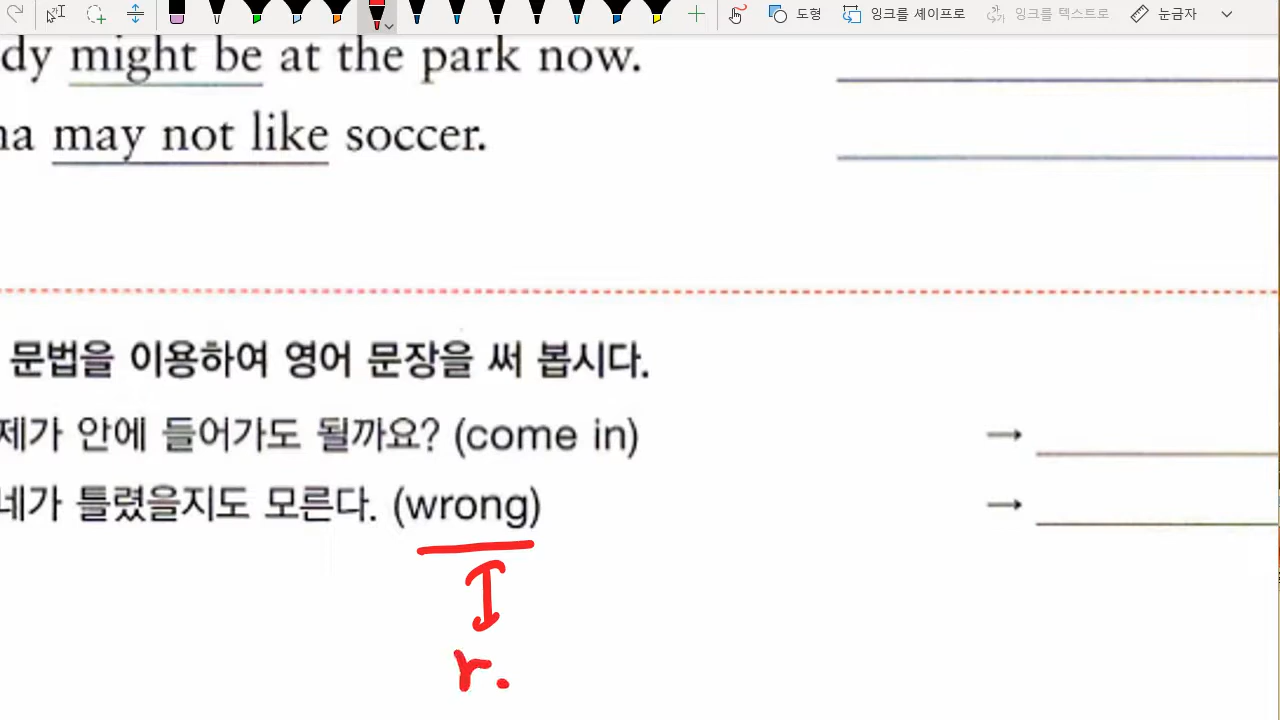 도형
잉크를 셰이프로
잉크를 텍스트로
눈금자
dy might be at the park now.
na may not like soccer.
문법을 이용하여 영어 문장을 써 봅시다.
제가 안에 들어가도 될까요? (come in) →
네가 틀렸을지도 모른다. (wrong) →
r.